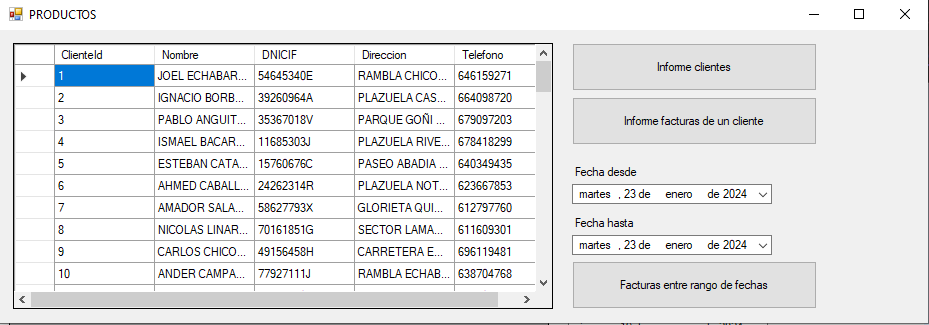 PRODUCTOS
ClienteId Nombre DNICIF Direccion Telefono
1 JOEL ECHABAR... 54645340E RAMBLA CHICO... 646159271
2 IGNACIO BORB... 39260964A PLAZUELA CAS... 664098720
3 PABLO ANGUIT... 35367018V PARQUE GOÑI ... 679097203
4 ISMAEL BACAR... 11685303J PLAZUELA RIVE... 678418299
5 ESTEBAN CATA... 15760676C PASEO ABADIA ... 640349435
6 AHMED CABALL... 24262314R PLAZUELA NOT... 623667853
7 AMADOR SALA... 58627793X GLORIETA QUI... 612797760
8 NICOLAS LINAR... 70161851G SECTOR LAMA... 611609301
9 CARLOS CHICO... 49156458H CARRETERA E... 696119481
10 ANDER CAMPA... 77927111J RAMBLA ECHAB... 638704768
Informe clientes
Informe facturas de un cliente
Fecha desde
martes , 23 de enero de 2024
Fecha hasta
martes , 23 de enero de 2024
Facturas entre rango de fechas